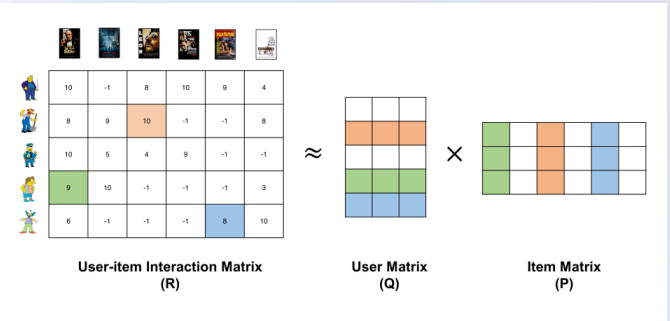 10 -1 8 10 9 4
8 9 10 -1 -1 8
10 5 4 9 -1 -1
≈ ×
9 10 -1 -1 -1 3
6 -1 -1 -1 8 10
User-item Interaction Matrix
(R)
User Matrix
(Q)
Item Matrix
(P)
LEON